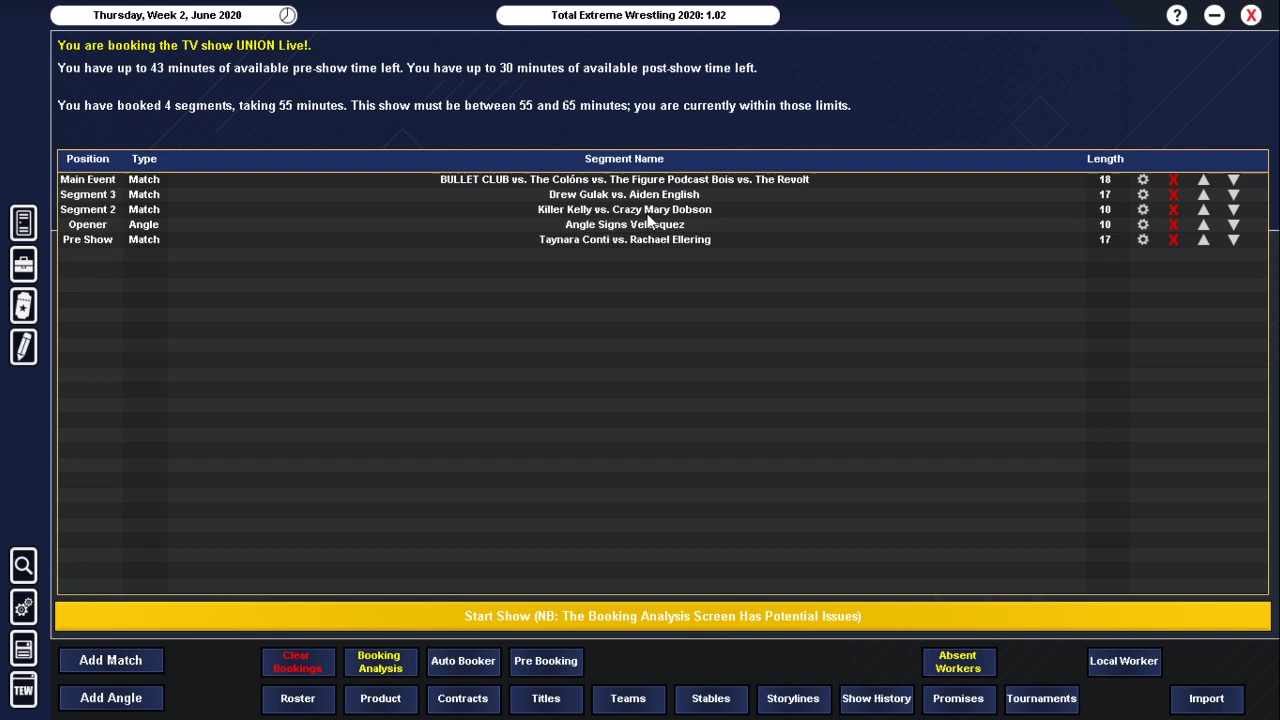 Thursday, Week 2, June 2020
Total Extreme Wrestling 2020: 1.02
?
X
You are booking the TV show UNION Live!.
You have up to 43 minutes of available pre-show time left. You have up to 30 minutes of available post-show time left.
You have booked 4 segments, taking 55 minutes. This show must be between 55 and 65 minutes; you are currently within those limits.
Position Type Segment Name Length
Main Event Match BULLET CLUB vs. The Colóns vs. The Figure Podcast Bois vs. The Revolt 18 X
Segment 3 Match Drew Gulak vs. Aiden English 17 X
Segment 2 Match Killer Kelly vs. Crazy Mary Dobson 10 X
Opener Angle Angle Signs Velasquez 10 X
Pre Show Match Taynara Conti vs. Rachael Ellering 17 X
Start Show (NB: The Booking Analysis Screen Has Potential Issues)
Add Match
Clear Bookings
Booking Analysis
Auto Booker
Pre Booking
Absent Workers
Local Worker
TEW
Add Angle
Roster
Product
Contracts
Titles
Teams
Stables
Storylines
Show History
Promises
Tournaments
Import